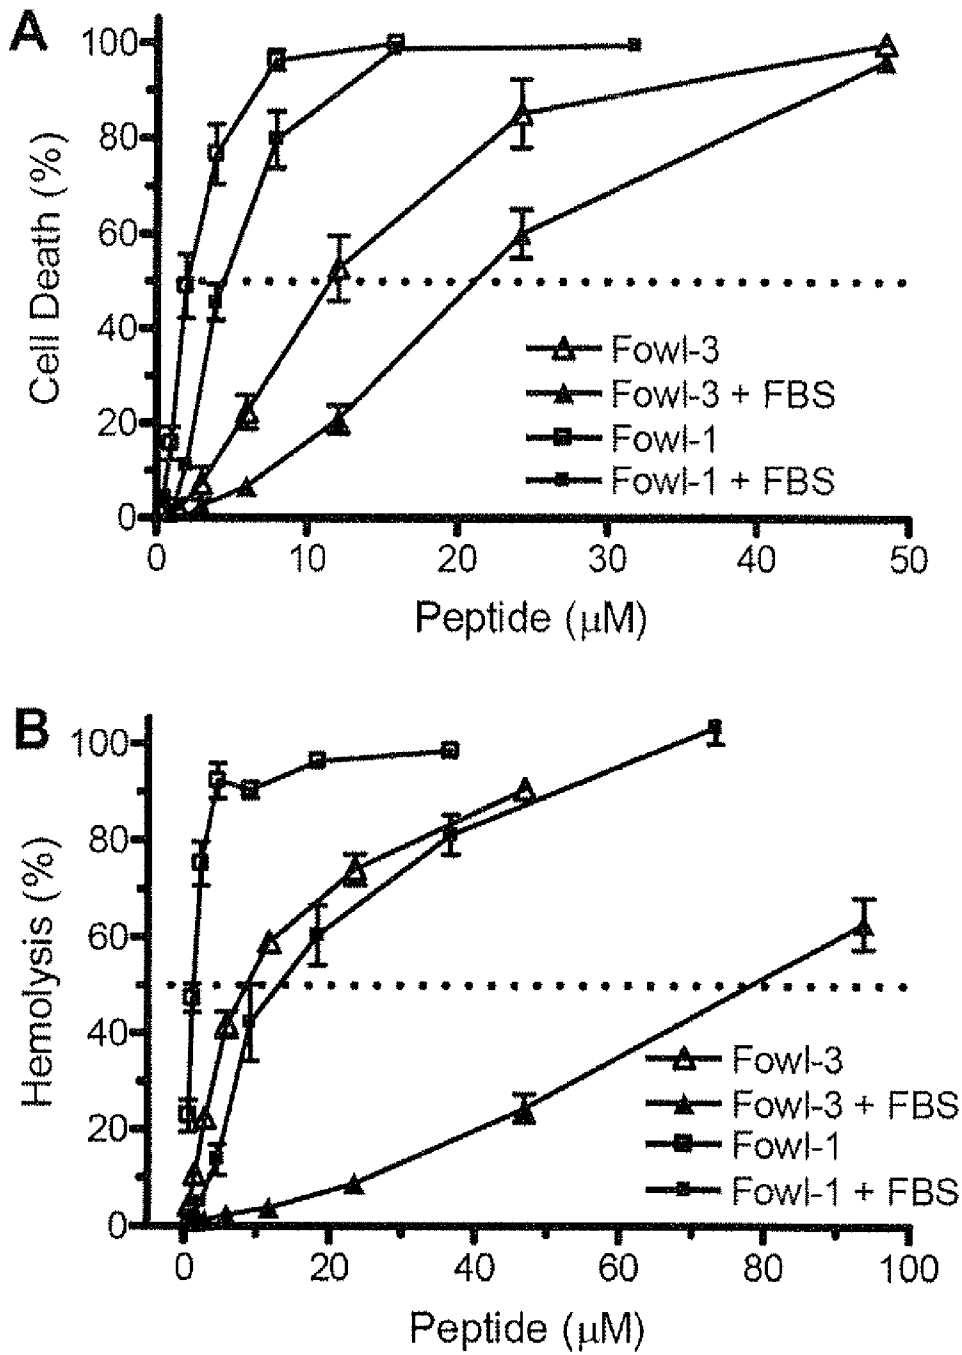 A
100
80
60
40
20
0
Cell Death (%)
Fowl-3
Fowl-3 + FBS
Fowl-1
Fowl-1 + FBS
0 10 20 30 40 50
Peptide (μM)
B
100
80
60
40
20
0
Hemolysis (%)
Fowl-3
Fowl-3 + FBS
Fowl-1
Fowl-1 + FBS
0 20 40 60 80 100
Peptide (μM)